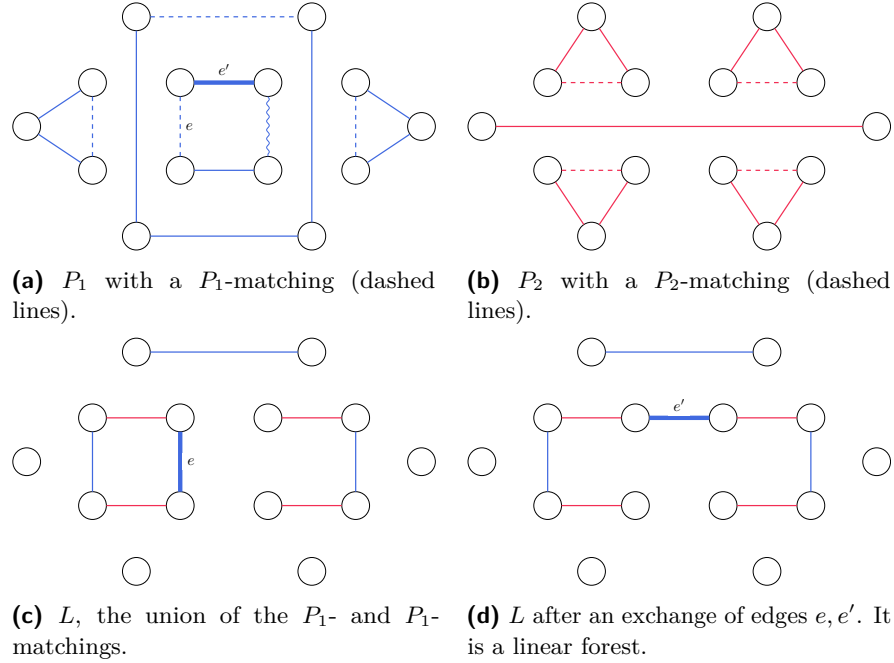 e′
e
(a) P₁ with a P₁-matching (dashed
lines).
(b) P₂ with a P₂-matching (dashed
lines).
e
e′
(c) L, the union of the P₁- and P₁-
matchings.
(d) L after an exchange of edges e, e′. It
is a linear forest.